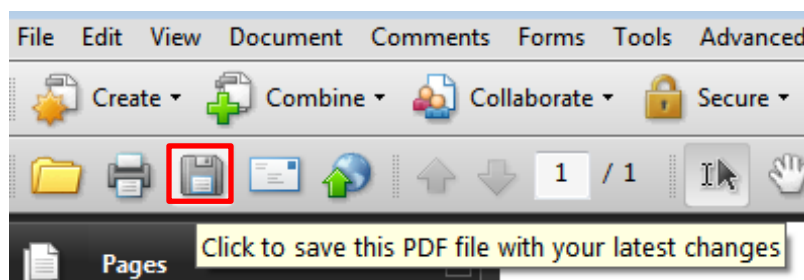 File Edit View Document Comments Forms Tools Advanced
Create Combine Collaborate Secure
1 / 1
Click to save this PDF file with your latest changes
Pages